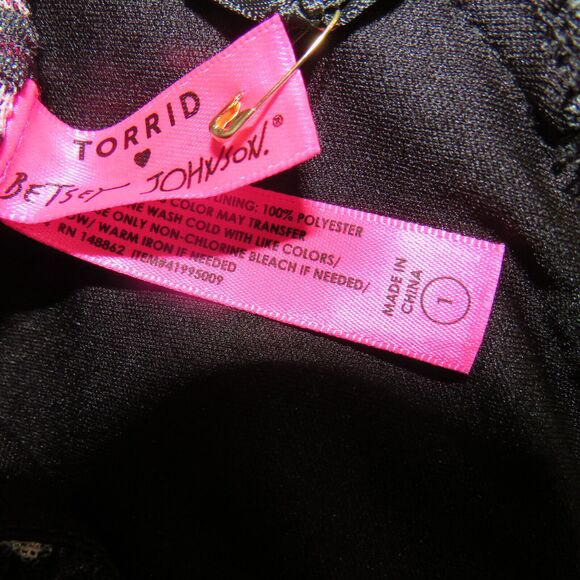 TORRID
BETSEY JOHNSON.®
LINING: 100% POLYESTER
COLOR MAY TRANSFER
WASH COLD WITH LIKE COLORS/
ONLY NON-CHLORINE BLEACH IF NEEDED/
WARM IRON IF NEEDED
RN 148862 ITEM#41995009
MADE IN
CHINA
1